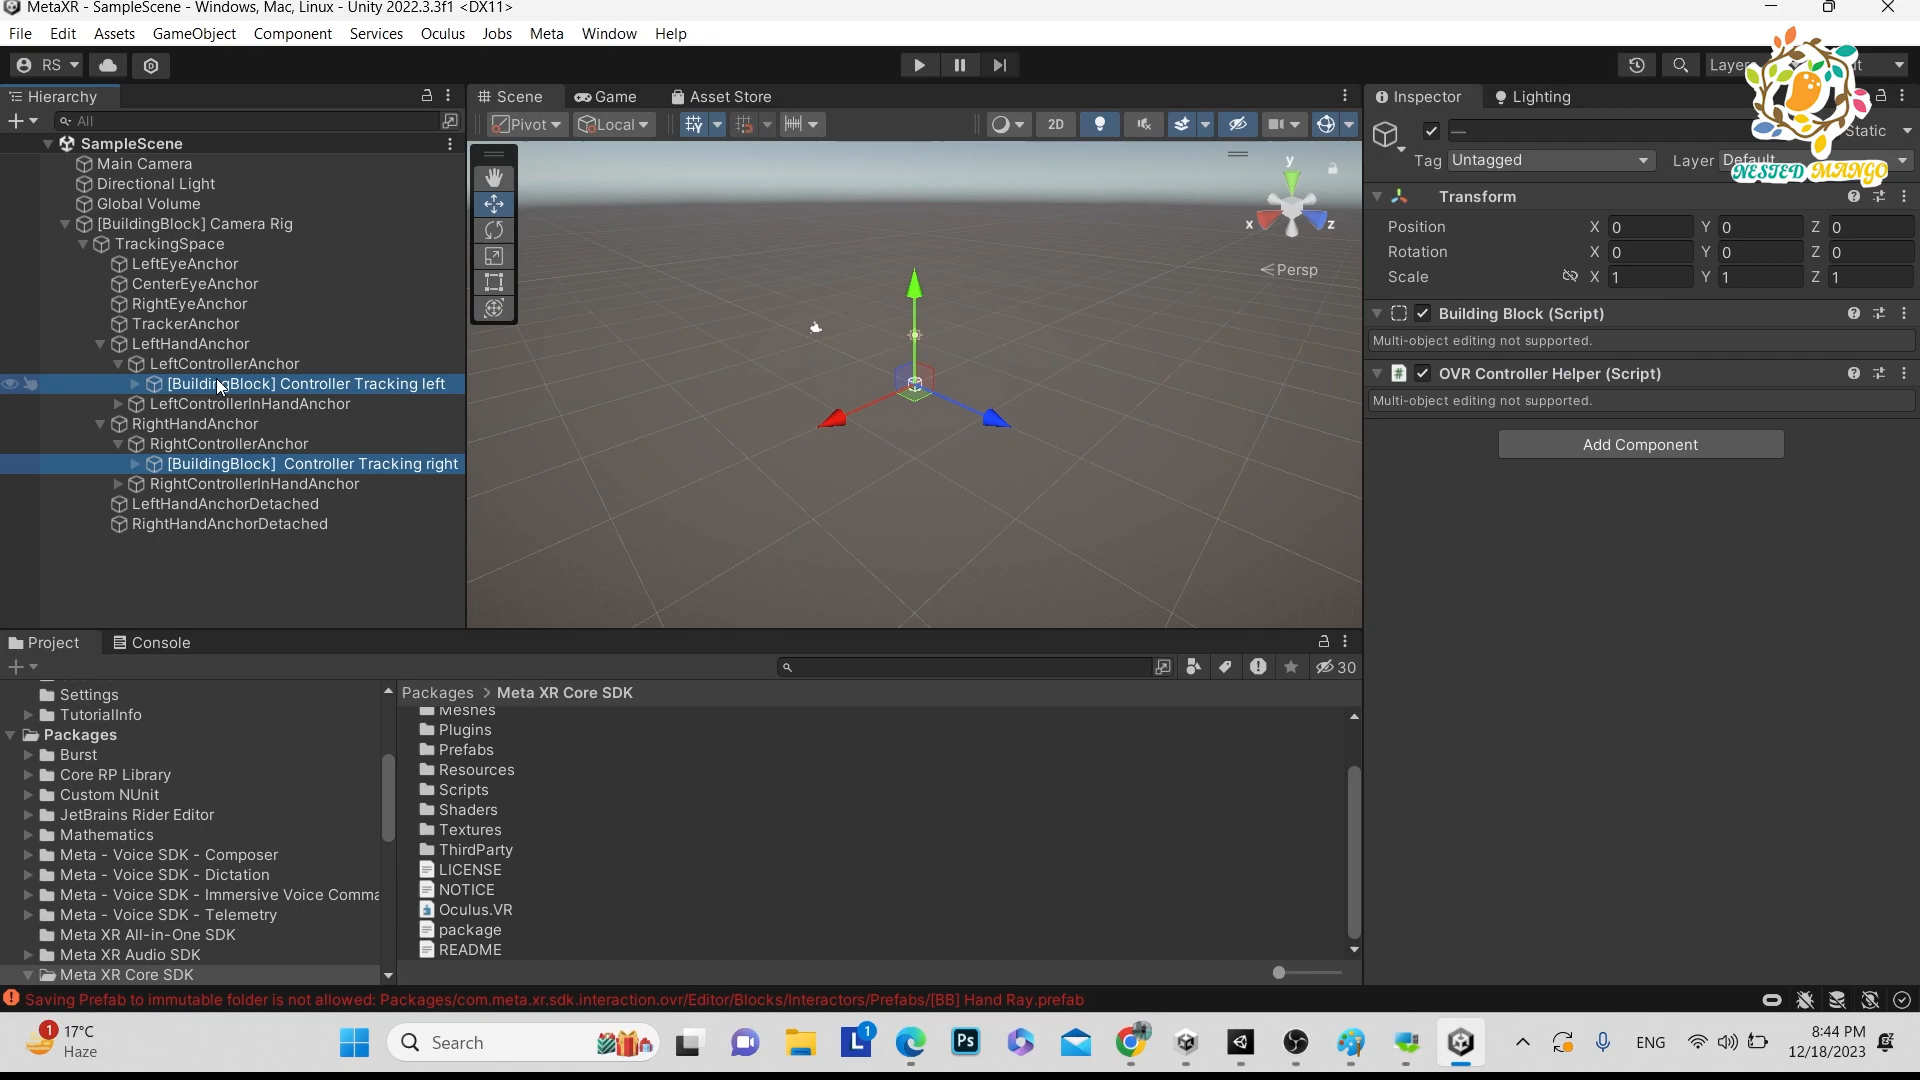 MetaXR - SampleScene - Windows, Mac, Linux - Unity 2022.3.3f1 <DX11>
File Edit Assets GameObject Component Services Oculus Jobs Meta Window Help
RS
Layer
Hierarchy
All
SampleScene
Main Camera
Directional Light
Global Volume
[BuildingBlock] Camera Rig
TrackingSpace
LeftEyeAnchor
CenterEyeAnchor
RightEyeAnchor
TrackerAnchor
LeftHandAnchor
LeftControllerAnchor
[BuildingBlock] Controller Tracking left
LeftControllerInHandAnchor
RightHandAnchor
RightControllerAnchor
[BuildingBlock] Controller Tracking right
RightControllerInHandAnchor
LeftHandAnchorDetached
RightHandAnchorDetached
Scene Game Asset Store
Pivot Local 2D
y
x z
Persp
Inspector Lighting
— Static
Tag Untagged Layer Default
NESTED MANGO
Transform
Position X 0 Y 0 Z 0
Rotation X 0 Y 0 Z 0
Scale X 1 Y 1 Z 1
Building Block (Script)
Multi-object editing not supported.
# OVR Controller Helper (Script)
Multi-object editing not supported.
Add Component
Project Console
30
Settings
TutorialInfo
Packages
Burst
Core RP Library
Custom NUnit
JetBrains Rider Editor
Mathematics
Meta - Voice SDK - Composer
Meta - Voice SDK - Dictation
Meta - Voice SDK - Immersive Voice Comma
Meta - Voice SDK - Telemetry
Meta XR All-in-One SDK
Meta XR Audio SDK
Meta XR Core SDK
Packages > Meta XR Core SDK
Meshes
Plugins
Prefabs
Resources
Scripts
Shaders
Textures
ThirdParty
LICENSE
NOTICE
Oculus.VR
package
README
Saving Prefab to immutable folder is not allowed: Packages/com.meta.xr.sdk.interaction.ovr/Editor/Blocks/Interactors/Prefabs/[BB] Hand Ray.prefab
1
17°C
Haze
Search
L 1
Ps
ENG
8:44 PM
12/18/2023